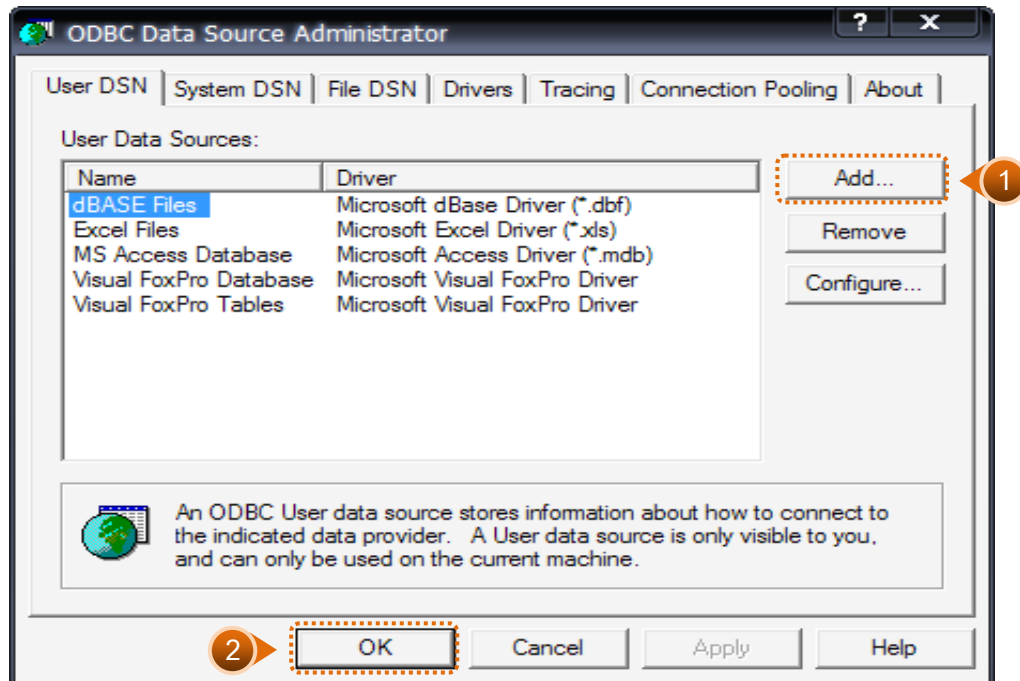 ODBC Data Source Administrator
? X
User DSN System DSN File DSN Drivers Tracing Connection Pooling About
User Data Sources:
Name Driver
dBASE Files Microsoft dBase Driver (*.dbf)
Excel Files Microsoft Excel Driver (*.xls)
MS Access Database Microsoft Access Driver (*.mdb)
Visual FoxPro Database Microsoft Visual FoxPro Driver
Visual FoxPro Tables Microsoft Visual FoxPro Driver
Add...
1
Remove
Configure...
An ODBC User data source stores information about how to connect to
the indicated data provider. A User data source is only visible to you,
and can only be used on the current machine.
2
OK Cancel Apply Help